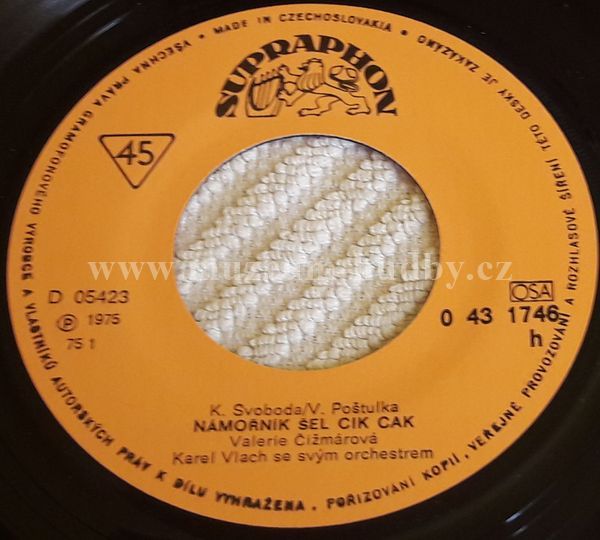 VŠECHNA PRÁVA GRAMOFONOVÉHO VÝROBCE A VLASTNÍKŮ AUTORSKÝCH PRÁV K DÍLU VYHRAŽENA. POŘIZOVÁNÍ KOPIÍ, VEŘEJNÉ PROVOZOVÁNÍ A ROZHLASOVÉ ŠÍŘENÍ TÉTO DESKY JE ZAKÁZÁNO
• MADE IN CZECHOSLOVAKIA •
SUPRAPHON
45
www. hudby.cz
D 05423
℗ 1975
75 1
OSA
0 43 1746
h
K. Svoboda/V. Poštulka
NÁMOŘNÍK ŠEL CIK CAK
Valerie Čižmárová
Karel Vlach se svým orchestrem